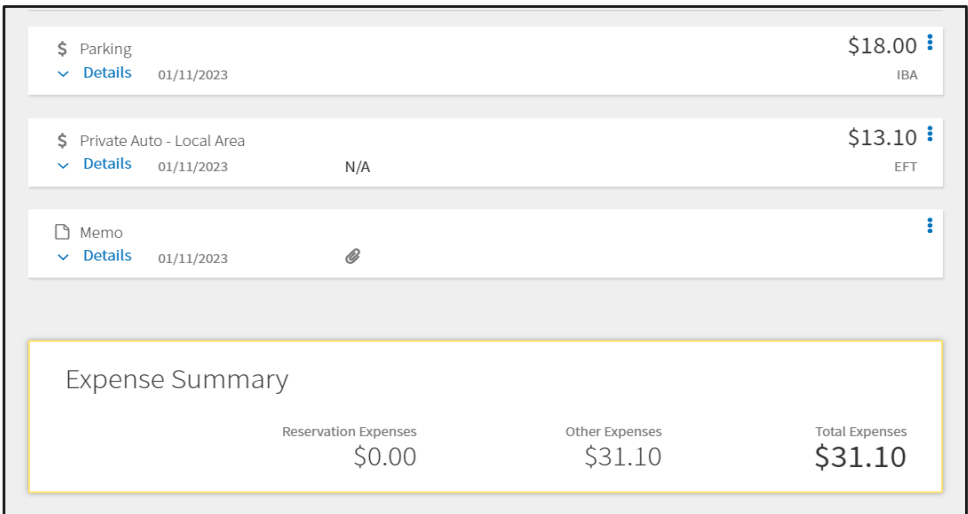 $ Parking $18.00
Details 01/11/2023 IBA
$ Private Auto - Local Area $13.10
Details 01/11/2023 N/A EFT
Memo
Details 01/11/2023
Expense Summary
Reservation Expenses Other Expenses Total Expenses
$0.00 $31.10 $31.10